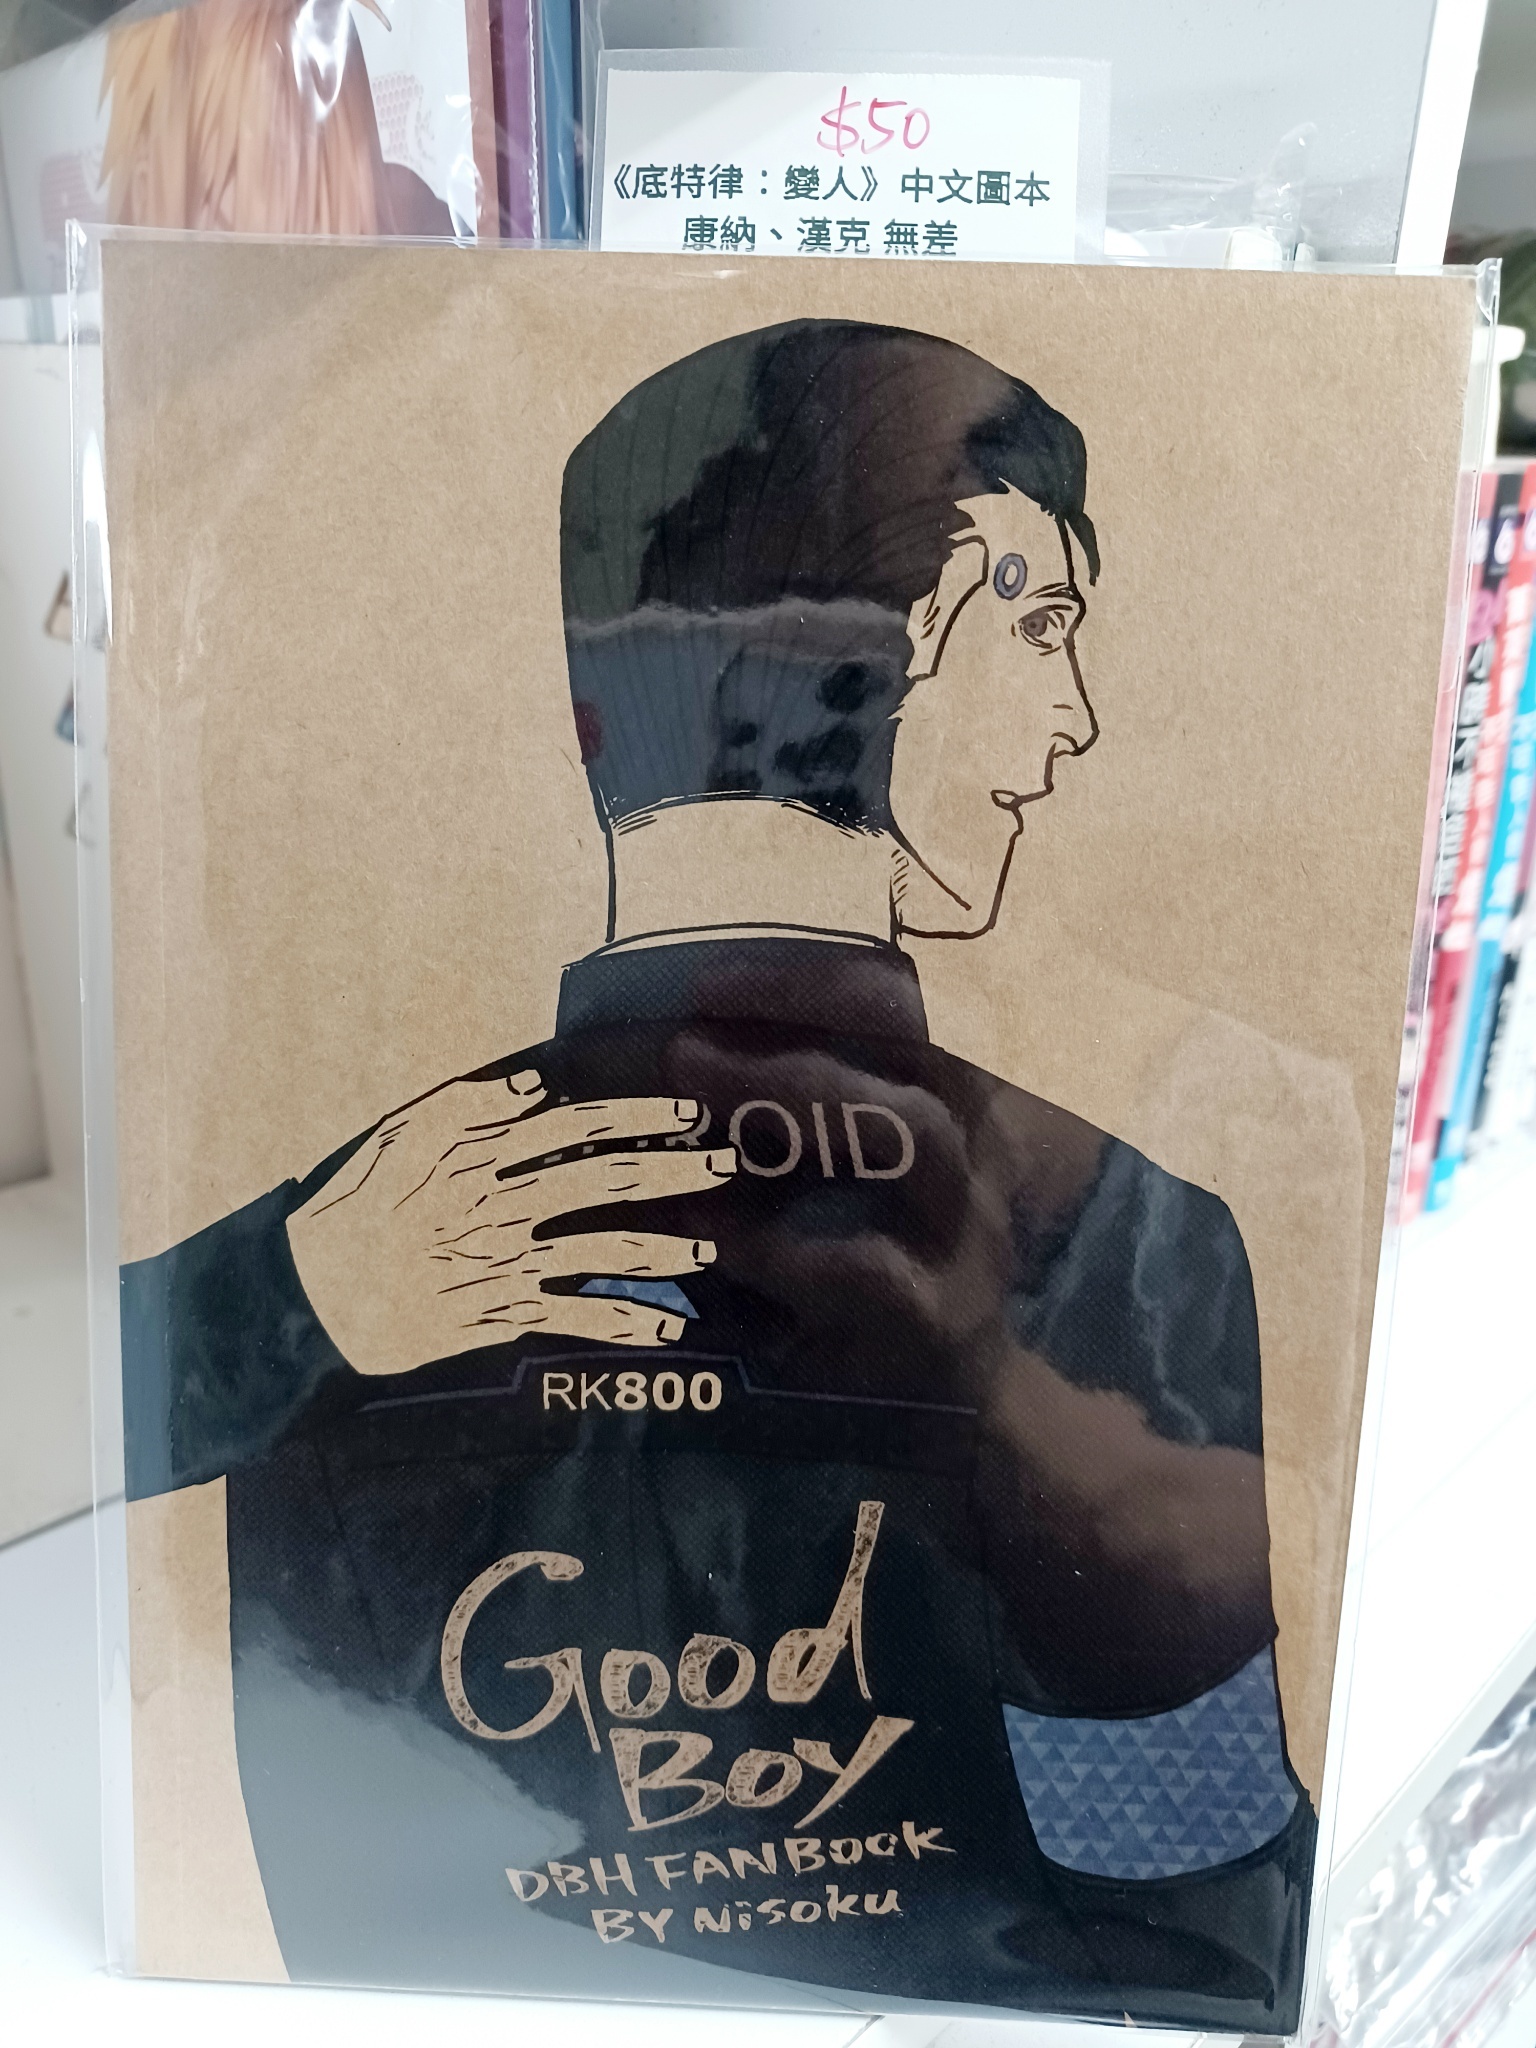 $50
《底特律：變人》中文圖本
康納、漢克 無差
ROID
RK800
Good
Boy
DBH FANBOOK
BY Nisoku